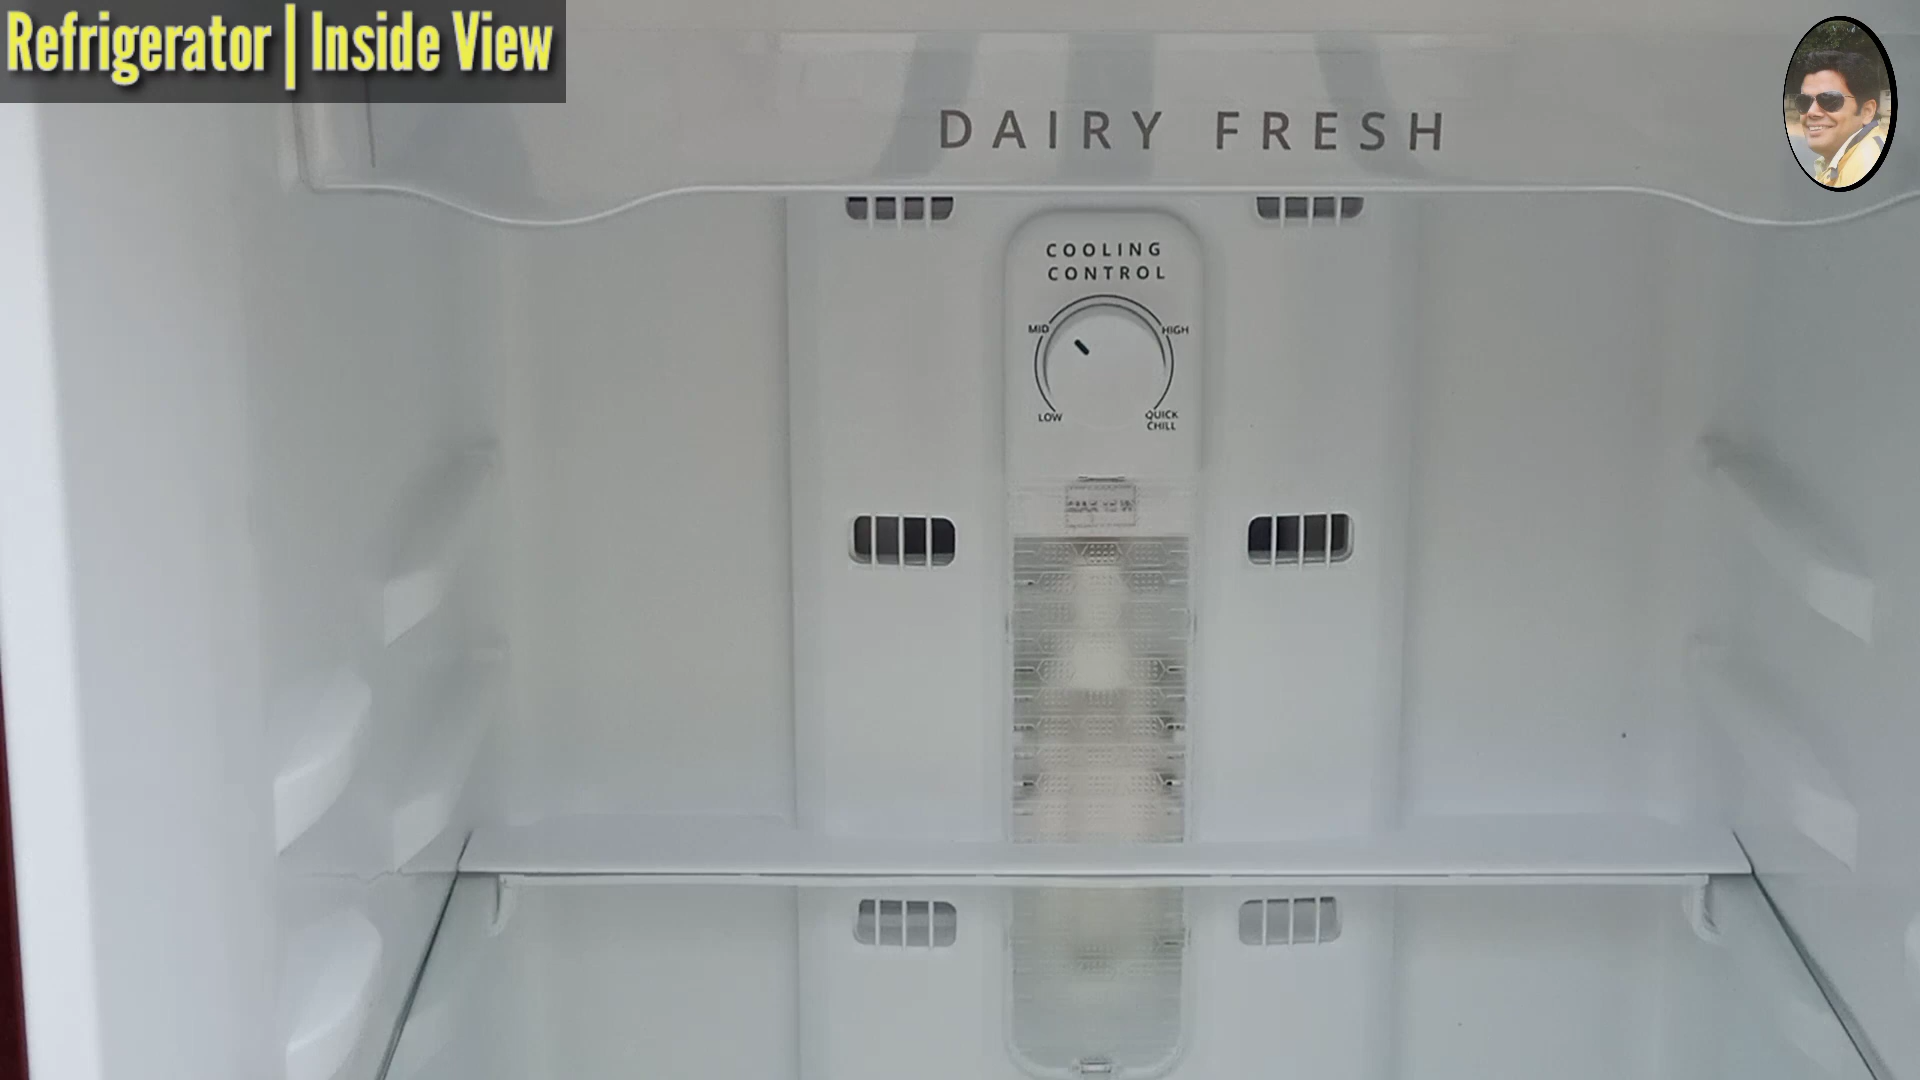 Refrigerator | Inside View
DAIRY FRESH
COOLING
CONTROL
MID
HIGH
LOW
QUICK
CHILL